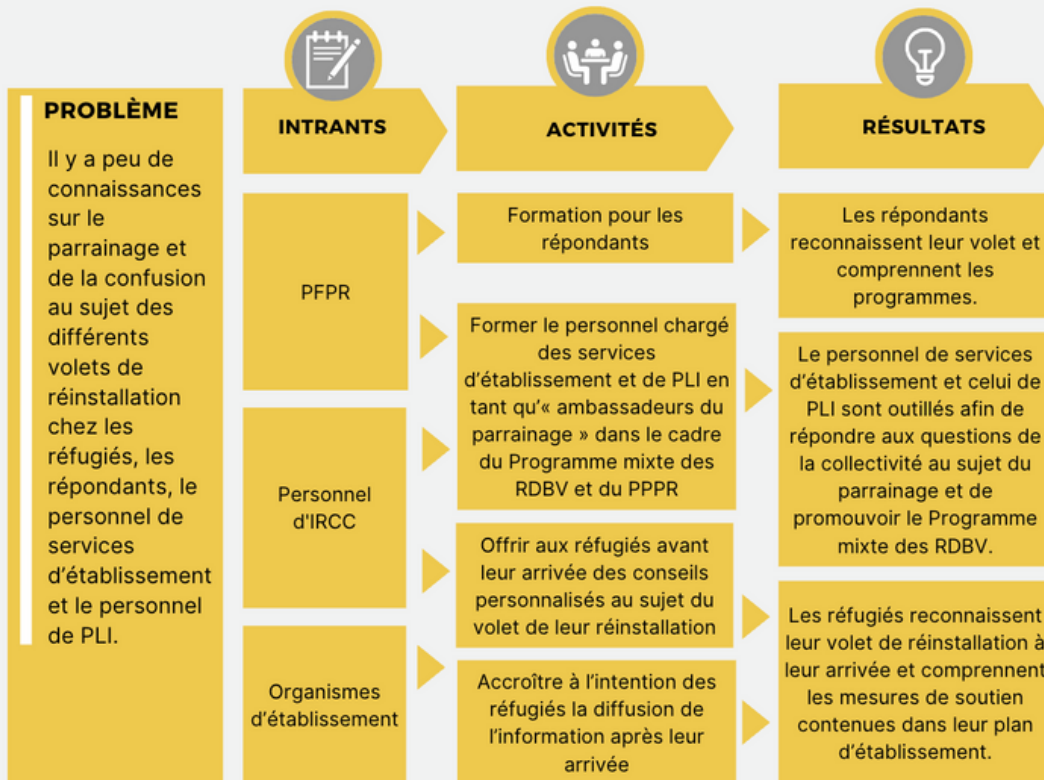 PROBLÈME
Il y a peu de
connaissances
sur le
parrainage et
de la confusion
au sujet des
différents
volets de
réinstallation
chez les
réfugiés, les
répondants, le
personnel de
services
d'établissement
et le personnel
de PLI.
INTRANTS
PFPR
Personnel
d'IRCC
Organismes
d'établissement
ACTIVITÉS
Formation pour les
répondants
Former le personnel chargé
des services
d'établissement et de PLI en
tant qu'« ambassadeurs du
parrainage » dans le cadre
du Programme mixte des
RDBV et du PPPR
Offrir aux réfugiés avant
leur arrivée des conseils
personnalisés au sujet du
volet de leur réinstallation
Accroître à l'intention des
réfugiés la diffusion de
l'information après leur
arrivée
RÉSULTATS
Les répondants
reconnaissent leur volet et
comprennent les
programmes.
Le personnel de services
d'établissement et celui de
PLI sont outillés afin de
répondre aux questions de
la collectivité au sujet du
parrainage et de
promouvoir le Programme
mixte des RDBV.
Les réfugiés reconnaissent
leur volet de réinstallation à
leur arrivée et comprennent
les mesures de soutien
contenues dans leur plan
d'établissement.